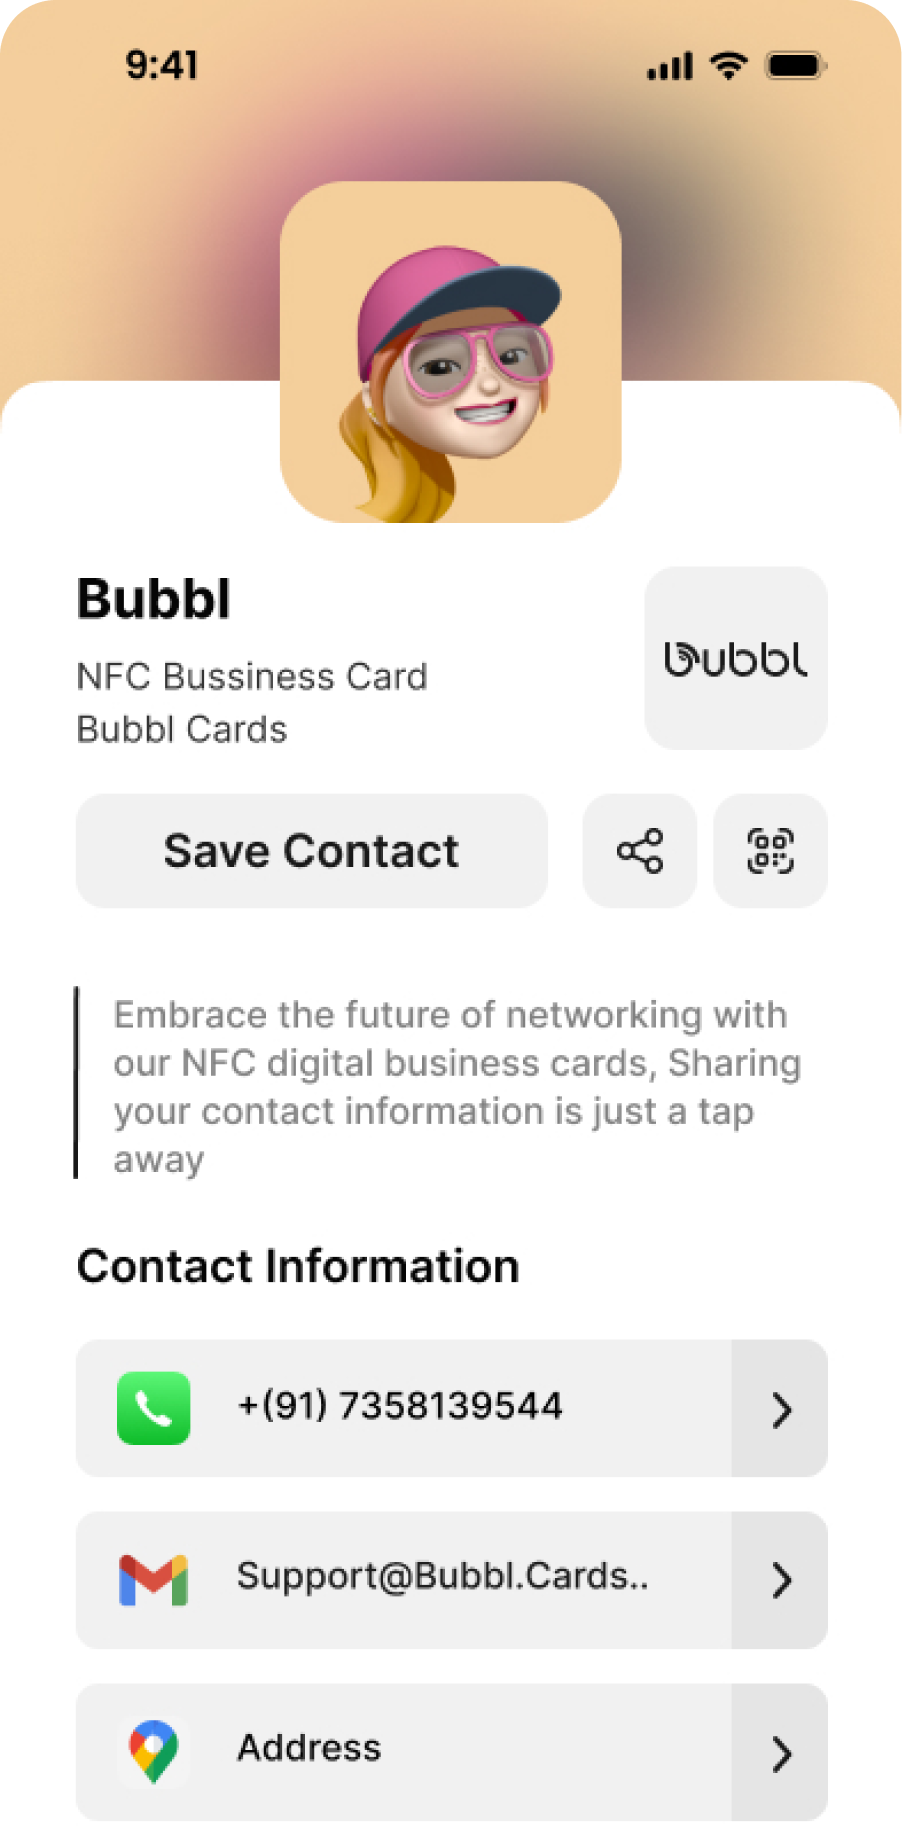 9:41
Bubbl
NFC Bussiness Card
Bubbl Cards
bubbl
Save Contact
Embrace the future of networking with
our NFC digital business cards, Sharing
your contact information is just a tap
away
Contact Information
+(91) 7358139544
Support@Bubbl.Cards..
Address